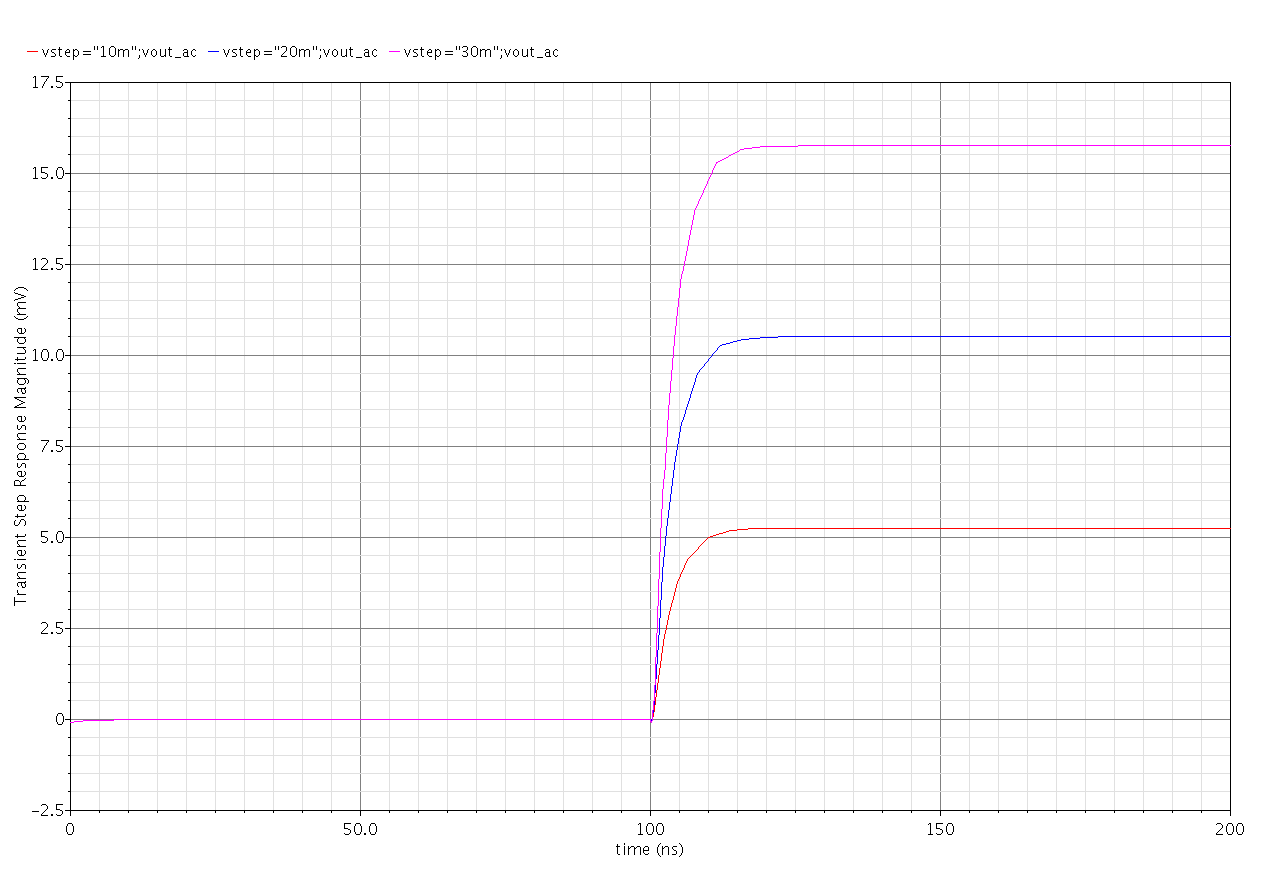 vstep="10m";vout_ac vstep="20m";vout_ac vstep="30m";vout_ac
17.5
15.0
12.5
10.0
7.5
5.0
2.5
0
−2.5
Transient Step Response Magnitude (mV)
0 50.0 100 150 200
time (ns)